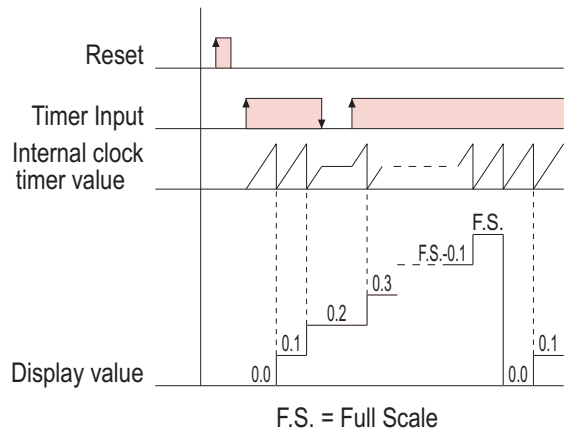 Reset
Timer Input
Internal clock
timer value
F.S.
F.S.-0.1
0.3
0.2
0.1
0.1
Display value
0.0
0.0
F.S. = Full Scale